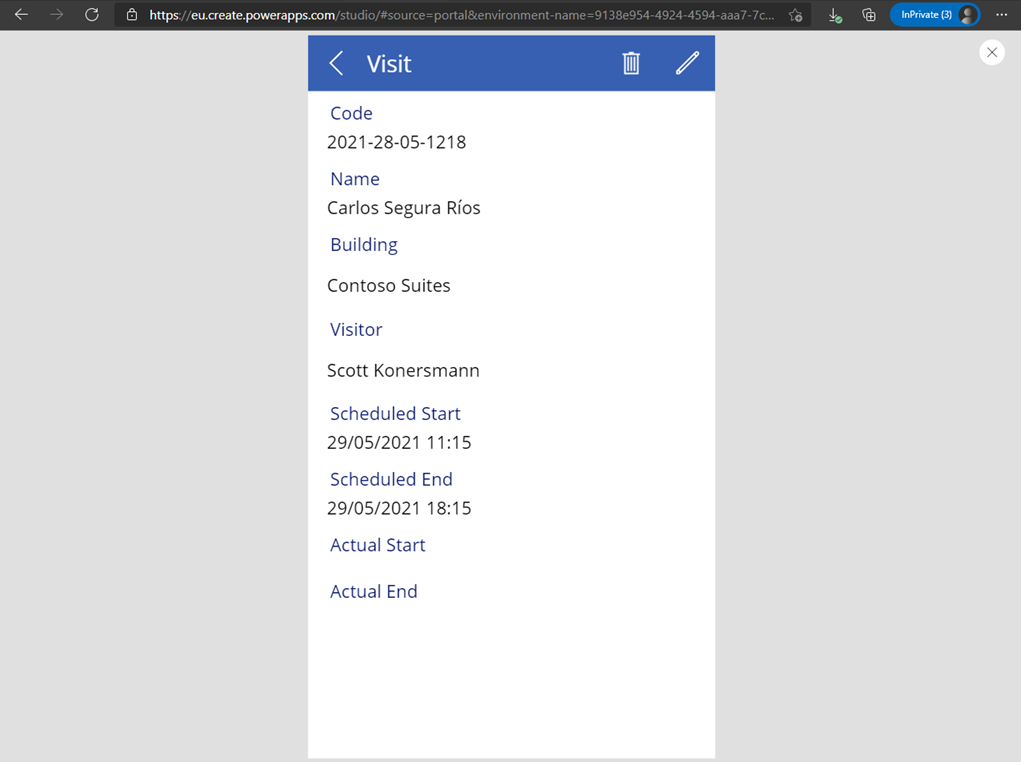 https://eu.create.powerapps.com/studio/#source=portal&environment-name=9138e954-4924-4594-aaa7-7c...
InPrivate (3)
Visit
Code
2021-28-05-1218
Name
Carlos Segura Ríos
Building
Contoso Suites
Visitor
Scott Konersmann
Scheduled Start
29/05/2021 11:15
Scheduled End
29/05/2021 18:15
Actual Start
Actual End